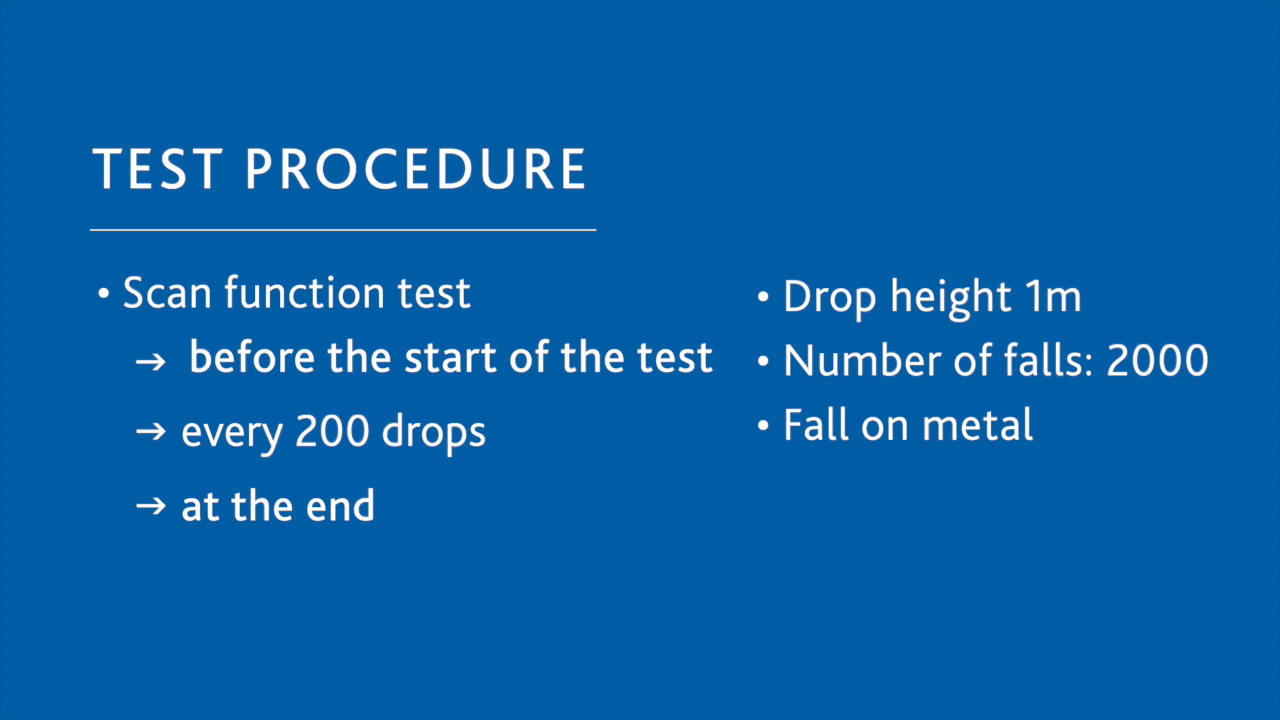 TEST PROCEDURE
• Scan function test
→ before the start of the test
→ every 200 drops
→ at the end
• Drop height 1m
• Number of falls: 2000
• Fall on metal